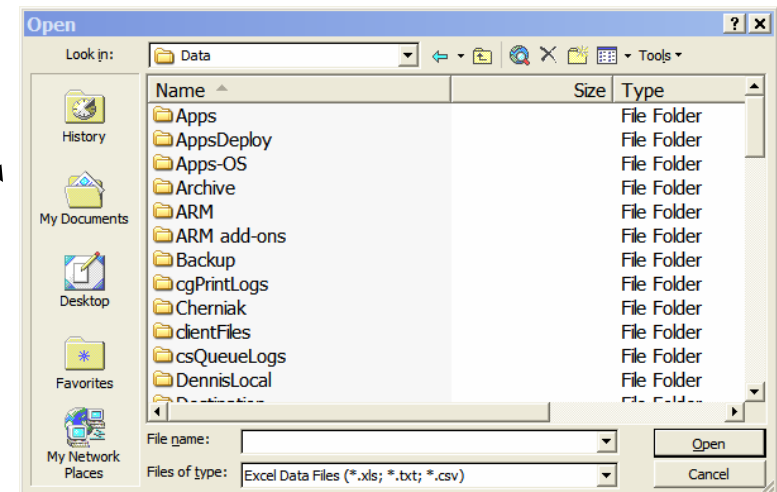 Open
Look in: Data Tools
Name Size Type
Apps File Folder
AppsDeploy File Folder
Apps-OS File Folder
Archive File Folder
ARM File Folder
ARM add-ons File Folder
Backup File Folder
cgPrintLogs File Folder
Cherniak File Folder
clientFiles File Folder
csQueueLogs File Folder
DennisLocal File Folder
Destination File Folder
History
My Documents
Desktop
Favorites
My Network
Places
File name: Open
Files of type: Excel Data Files (*.xls; *.txt; *.csv) Cancel